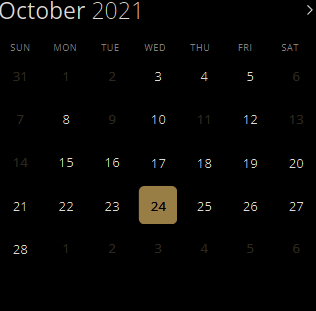 October 2021
SUN MON TUE WED THU FRI SAT
31 1 2 3 4 5 6
7 8 9 10 11 12 13
14 15 16 17 18 19 20
21 22 23 24 25 26 27
28 1 2 3 4 5 6